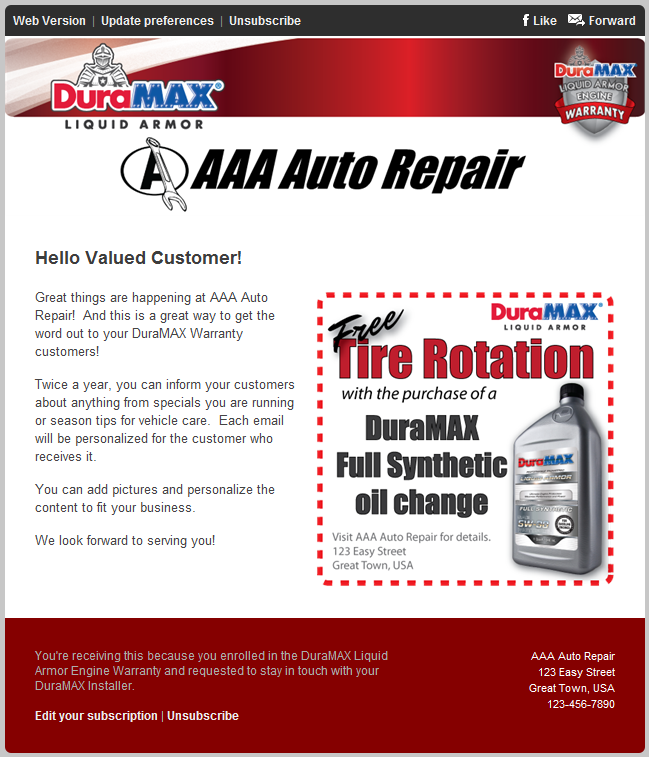 Web Version | Update preferences | Unsubscribe
Like Forward
DuraMAX®
LIQUID ARMOR
DuraMAX
LIQUID ARMOR
ENGINE
WARRANTY
A AAA Auto Repair
Hello Valued Customer!
Great things are happening at AAA Auto
Repair!  And this is a great way to get the
word out to your DuraMAX Warranty
customers!
Twice a year, you can inform your customers
about anything from specials you are running
or season tips for vehicle care.  Each email
will be personalized for the customer who
receives it.
You can add pictures and personalize the
content to fit your business.
We look forward to serving you!
DuraMAX®
LIQUID ARMOR
Free
Tire Rotation
with the purchase of a
DuraMAX
Full Synthetic
oil change
Visit AAA Auto Repair for details.
123 Easy Street
Great Town, USA
DuraMAX
LIQUID ARMOR
FULL SYNTHETIC
5W-30
You're receiving this because you enrolled in the DuraMAX Liquid
Armor Engine Warranty and requested to stay in touch with your
DuraMAX Installer.
Edit your subscription | Unsubscribe
AAA Auto Repair
123 Easy Street
Great Town, USA
123-456-7890